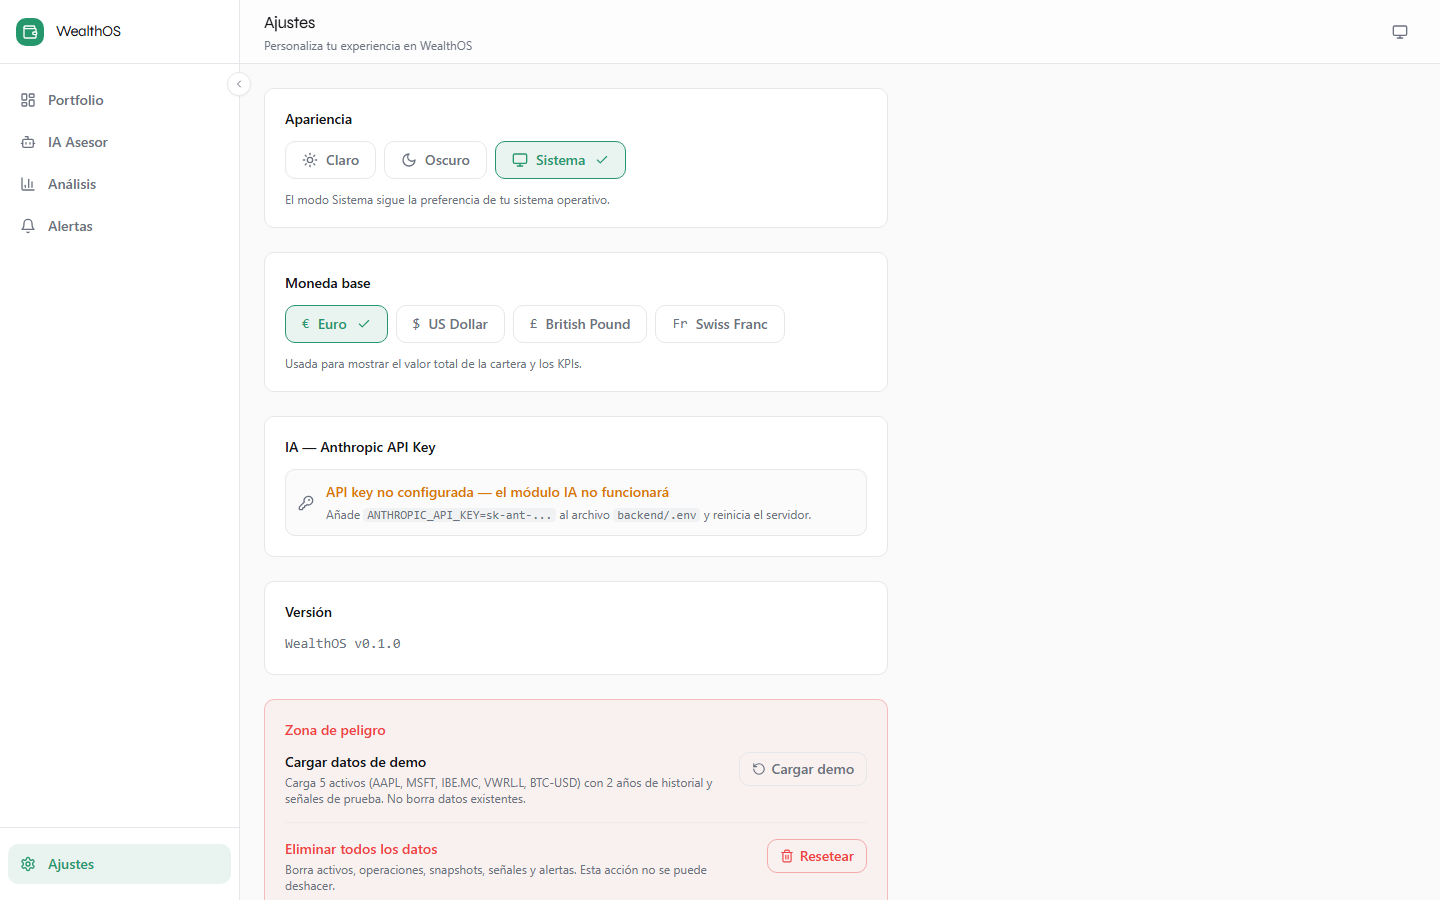 WealthOS
Portfolio
IA Asesor
Análisis
Alertas
Ajustes
Ajustes
Personaliza tu experiencia en WealthOS
Apariencia
Claro
Oscuro
Sistema
El modo Sistema sigue la preferencia de tu sistema operativo.
Moneda base
€ Euro
$ US Dollar
£ British Pound
Fr Swiss Franc
Usada para mostrar el valor total de la cartera y los KPIs.
IA — Anthropic API Key
API key no configurada — el módulo IA no funcionará
Añade ANTHROPIC_API_KEY=sk-ant-... al archivo backend/.env y reinicia el servidor.
Versión
WealthOS v0.1.0
Zona de peligro
Cargar datos de demo
Carga 5 activos (AAPL, MSFT, IBE.MC, VWRL.L, BTC-USD) con 2 años de historial y
señales de prueba. No borra datos existentes.
Cargar demo
Eliminar todos los datos
Borra activos, operaciones, snapshots, señales y alertas. Esta acción no se puede
deshacer.
Resetear